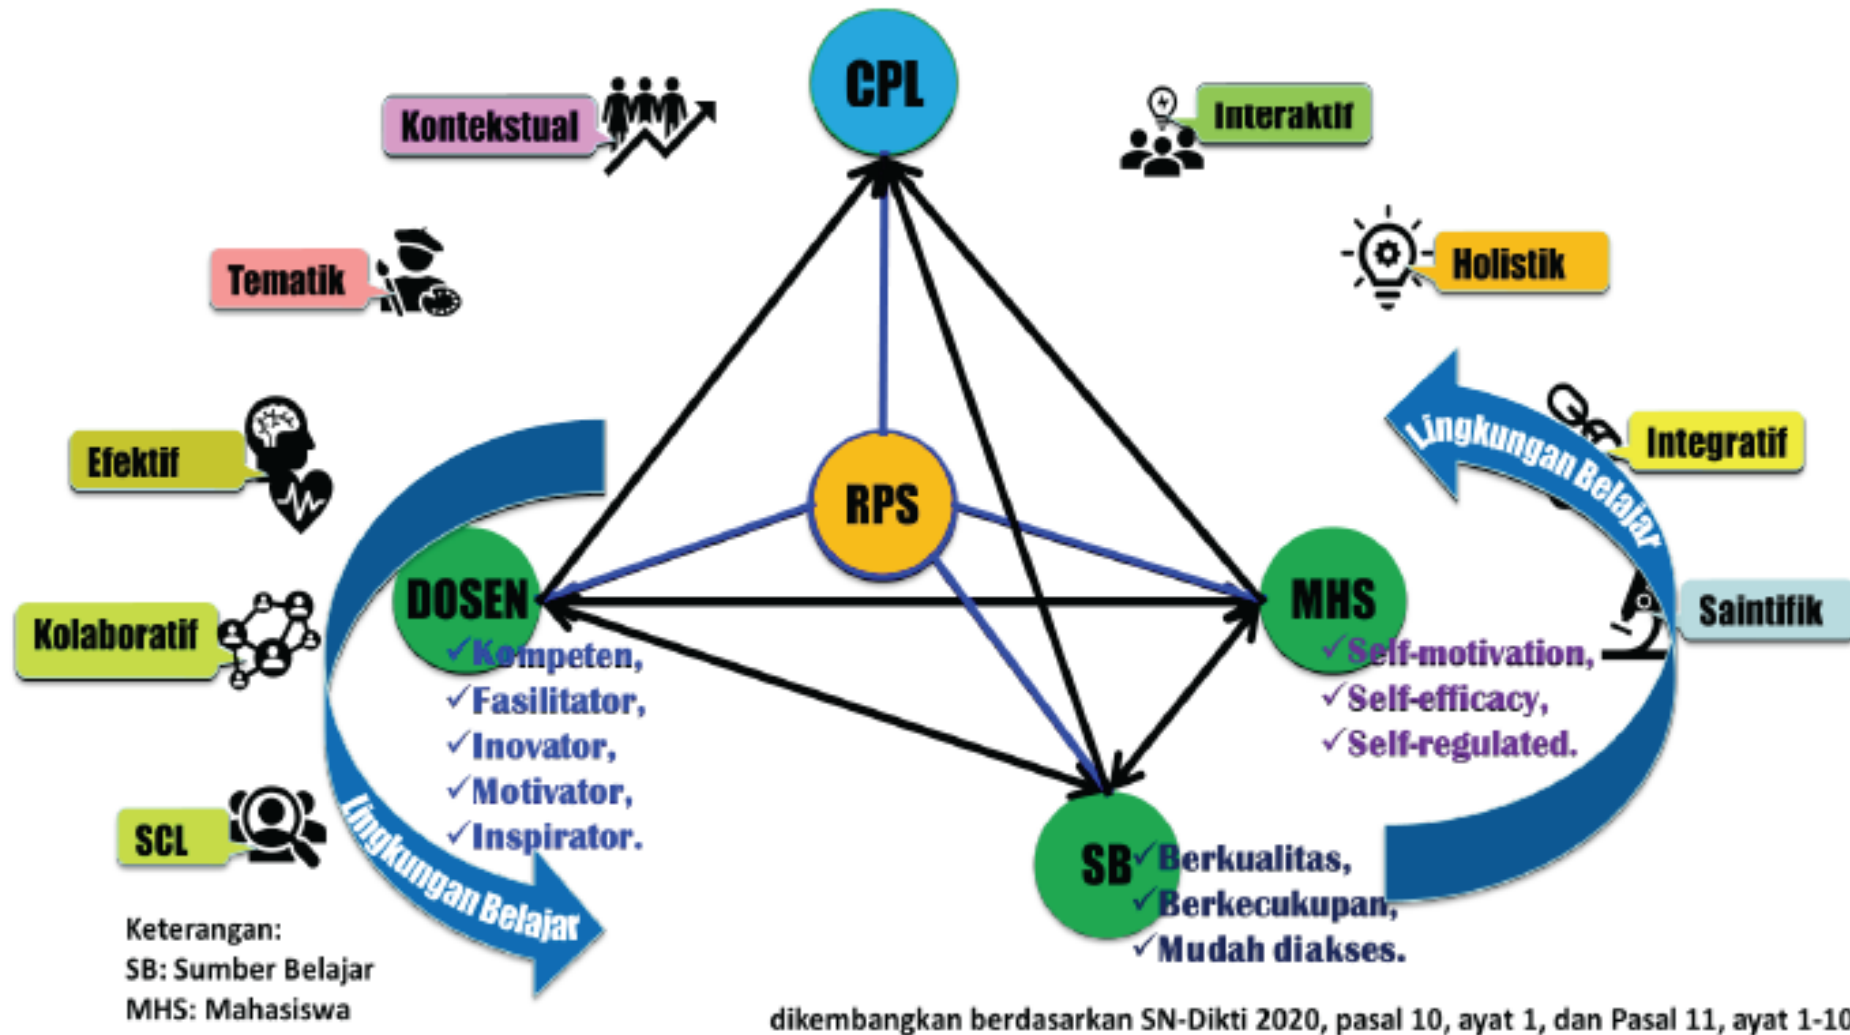 CPL
Kontekstual
Interaktif
Tematik
Holistik
Efektif
Lingkungan Belajar
Integratif
RPS
DOSEN
MHS
Kolaboratif
Saintifik
✓Kompeten,
✓Fasilitator,
✓Inovator,
✓Motivator,
✓Inspirator.
✓Self-motivation,
✓Self-efficacy,
✓Self-regulated.
SCL
Lingkungan Belajar
SB
✓Berkualitas,
✓Berkecukupan,
✓Mudah diakses.
Keterangan:
SB: Sumber Belajar
MHS: Mahasiswa
dikembangkan berdasarkan SN-Dikti 2020, pasal 10, ayat 1, dan Pasal 11, ayat 1-10